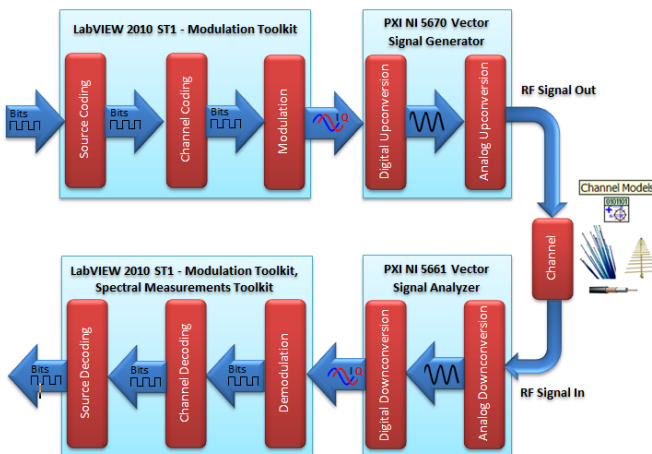 LabVIEW 2010 ST1 - Modulation Toolkit
PXI NI 5670 Vector
Signal Generator
Bits
Source Coding
Bits
Channel Coding
Bits
Modulation
I
Q
Digital Upconversion
Analog Upconversion
RF Signal Out
Channel Models
0101101
Channel
LabVIEW 2010 ST1 - Modulation Toolkit,
Spectral Measurements Toolkit
PXI NI 5661 Vector
Signal Analyzer
Bits
Source Decoding
Bits
Channel Decoding
Bits
Demodulation
I
Q
Digital Downconversion
Analog Downconversion
RF Signal In